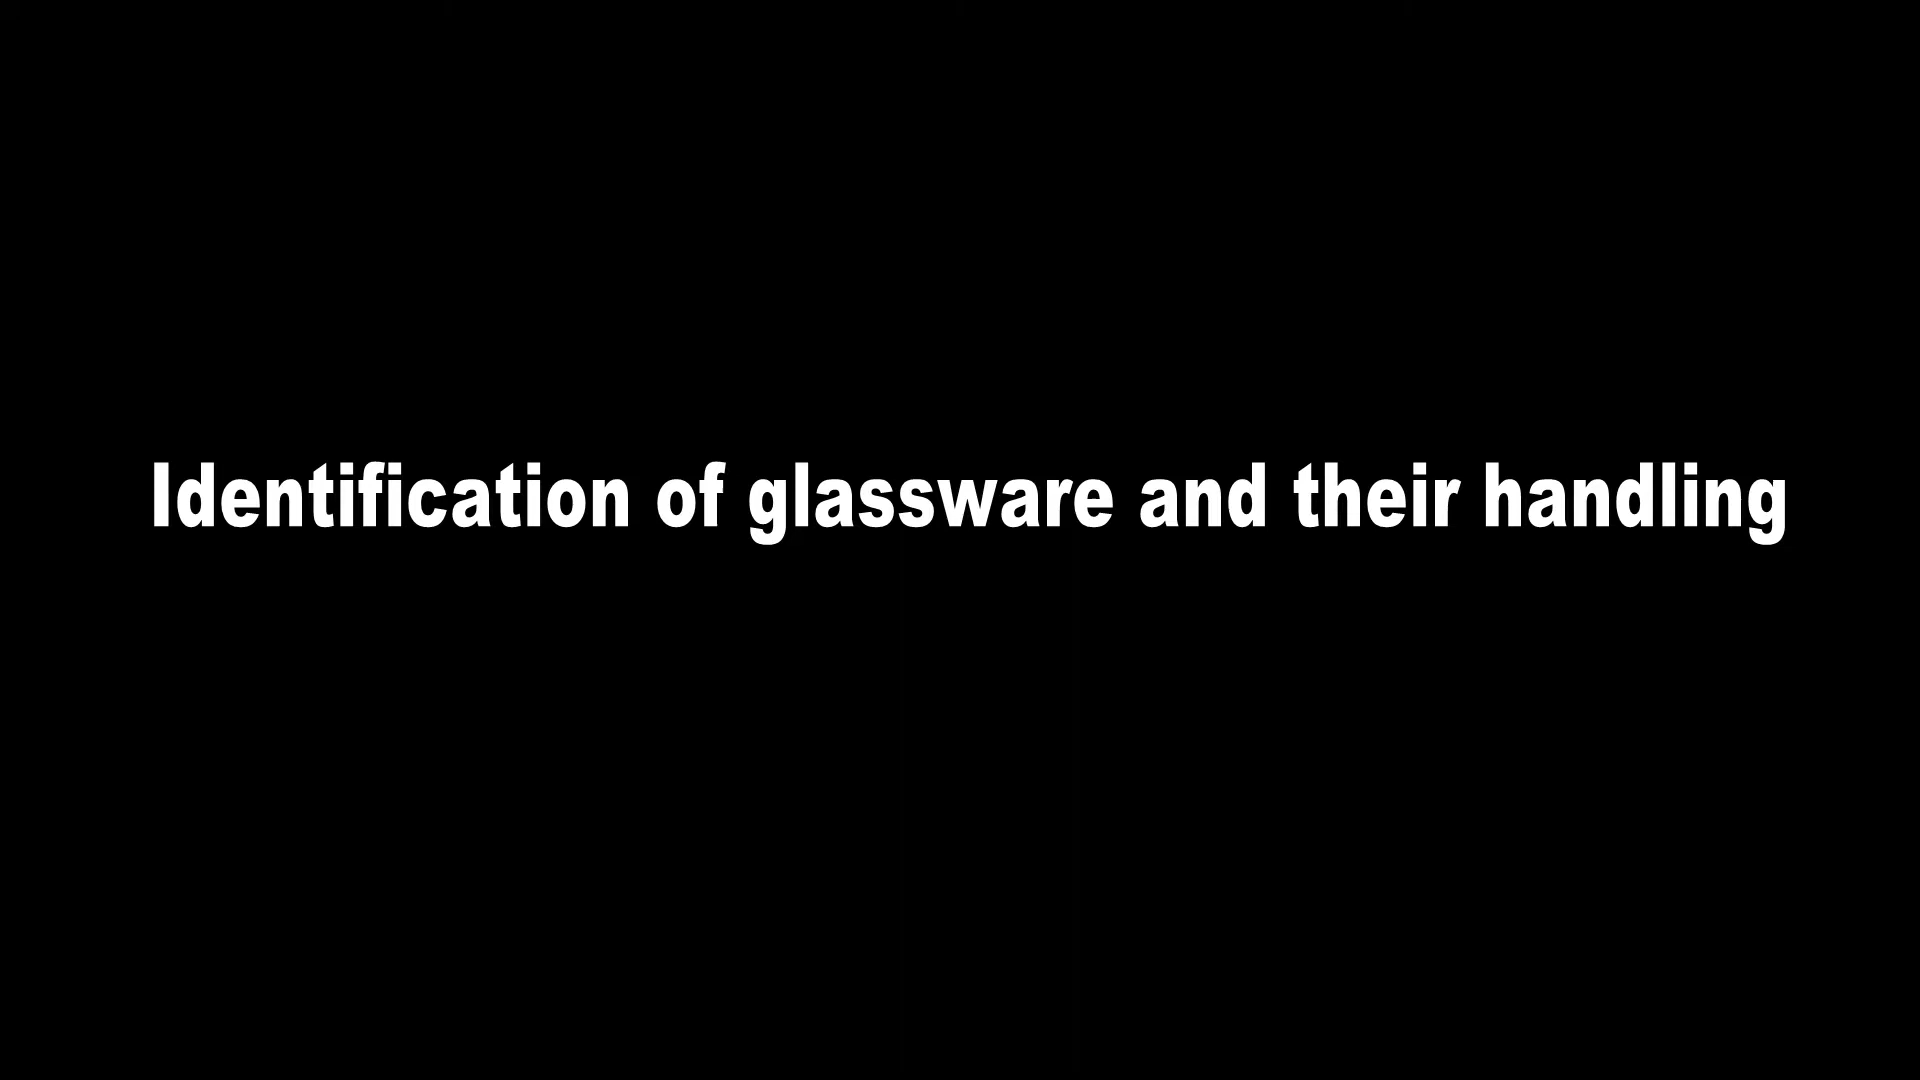 Identification of glassware and their handling